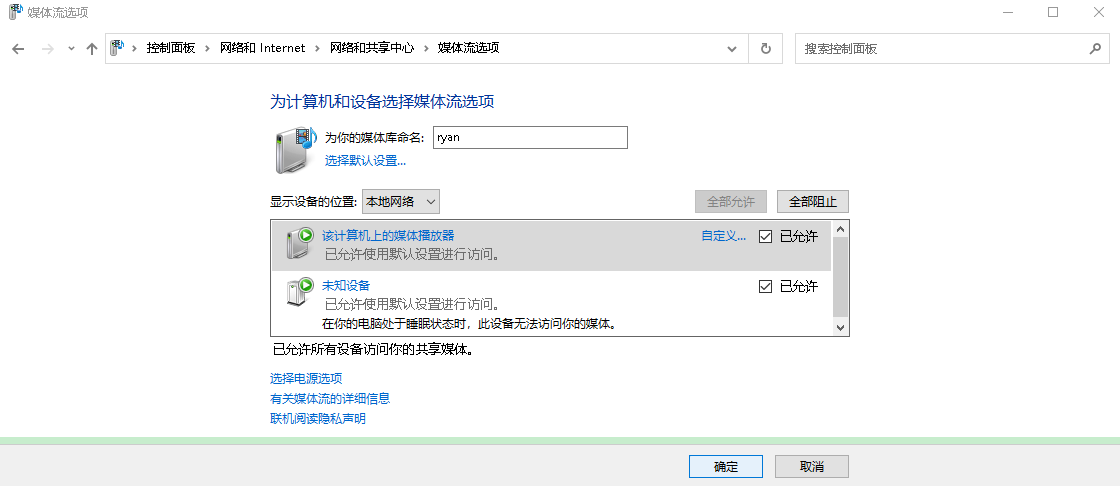 媒体流选项
控制面板 > 网络和 Internet > 网络和共享中心 > 媒体流选项
搜索控制面板
为计算机和设备选择媒体流选项
为你的媒体库命名: ryan
选择默认设置...
显示设备的位置: 本地网络 全部允许 全部阻止
该计算机上的媒体播放器 自定义... 已允许
已允许使用默认设置进行访问。
未知设备 已允许
已允许使用默认设置进行访问。
在你的电脑处于睡眠状态时，此设备无法访问你的媒体。
已允许所有设备访问你的共享媒体。
选择电源选项
有关媒体流的详细信息
联机阅读隐私声明
确定 取消